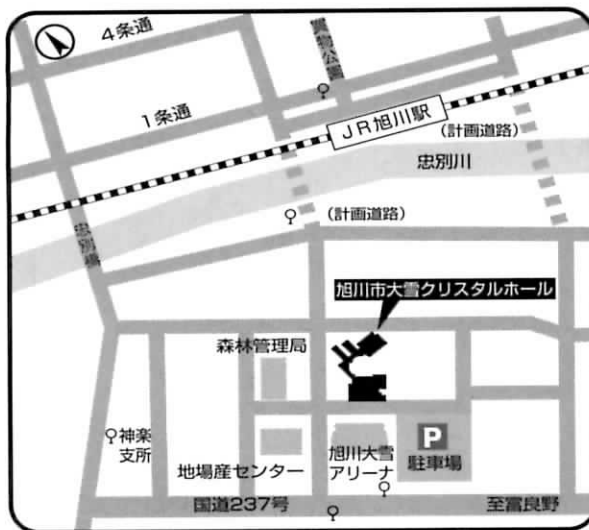 4条通
買物公園
1条通
JR旭川駅
(計画道路)
忠別川
(計画道路)
忠別橋
旭川市大雪クリスタルホール
森林管理局
神楽
支所
地場産センター
旭川大雪
アリーナ
P
駐車場
国道237号
至富良野